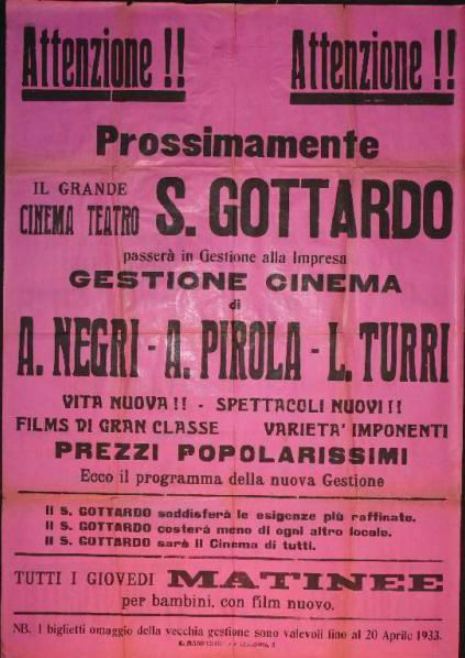 Attenzione !! Attenzione !!
Prossimamente
IL GRANDE
CINEMA TEATRO S. GOTTARDO
passerà in Gestione alla Impresa
GESTIONE CINEMA
di
A. NEGRI - A. PIROLA - L. TURRI
VITA NUOVA !! - SPETTACOLI NUOVI !!
FILMS DI GRAN CLASSE VARIETA' IMPONENTI
PREZZI POPOLARISSIMI
Ecco il programma della nuova Gestione
Il S. GOTTARDO soddisferà le esigenze più raffinate.
Il S. GOTTARDO costerà meno di ogni altro locale.
Il S. GOTTARDO sarà il Cinema di tutti.
TUTTI I GIOVEDI MATINEE
per bambini, con film nuovo.
NB. I biglietti omaggio della vecchia gestione sono valevoli fino al 20 Aprile 1933.